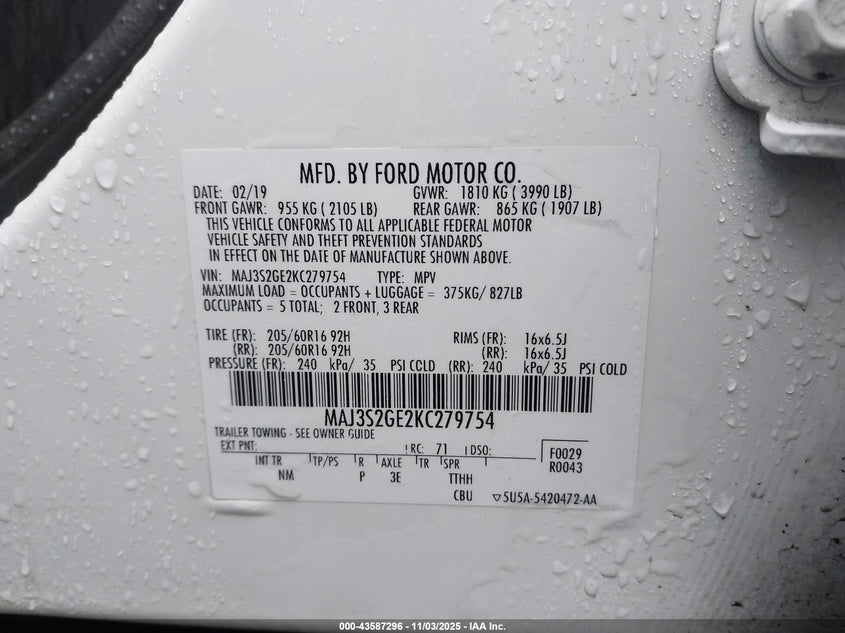 MFD. BY FORD MOTOR CO.
DATE: 02/19 GVWR: 1810 KG ( 3990 LB)
FRONT GAWR: 955 KG ( 2105 LB) REAR GAWR: 865 KG ( 1907 LB)
THIS VEHICLE CONFORMS TO ALL APPLICABLE FEDERAL MOTOR
VEHICLE SAFETY AND THEFT PREVENTION STANDARDS
IN EFFECT ON THE DATE OF MANUFACTURE SHOWN ABOVE.
VIN: MAJ3S2GE2KC279754 TYPE: MPV
MAXIMUM LOAD = OCCUPANTS + LUGGAGE = 375KG/ 827LB
OCCUPANTS = 5 TOTAL; 2 FRONT, 3 REAR
TIRE (FR): 205/60R16 92H RIMS (FR): 16x6.5J
(RR): 205/60R16 92H (RR): 16x6.5J
PRESSURE (FR): 240 kPa/ 35 PSI COLD (RR): 240 kPa/ 35 PSI COLD
MAJ3S2GE2KC279754
TRAILER TOWING - SEE OWNER GUIDE
EXT PNT: RC: 71 DSO: F0029
R0043
INT TR TP/PS R AXLE TR SPR
NM P 3E TTHH
CBU ▽5U5A-5420472-AA
000-43587296 - 11/03/2025 - IAA Inc.